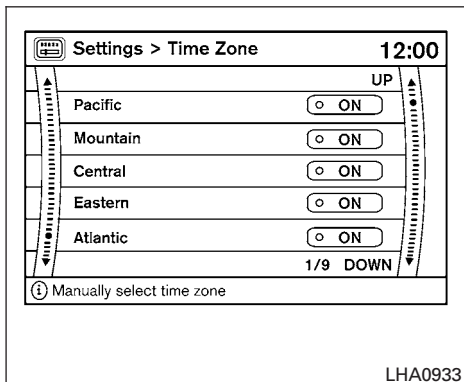 Settings > Time Zone 12:00
UP
Pacific ON
Mountain ON
Central ON
Eastern ON
Atlantic ON
1/9 DOWN
i Manually select time zone
LHA0933